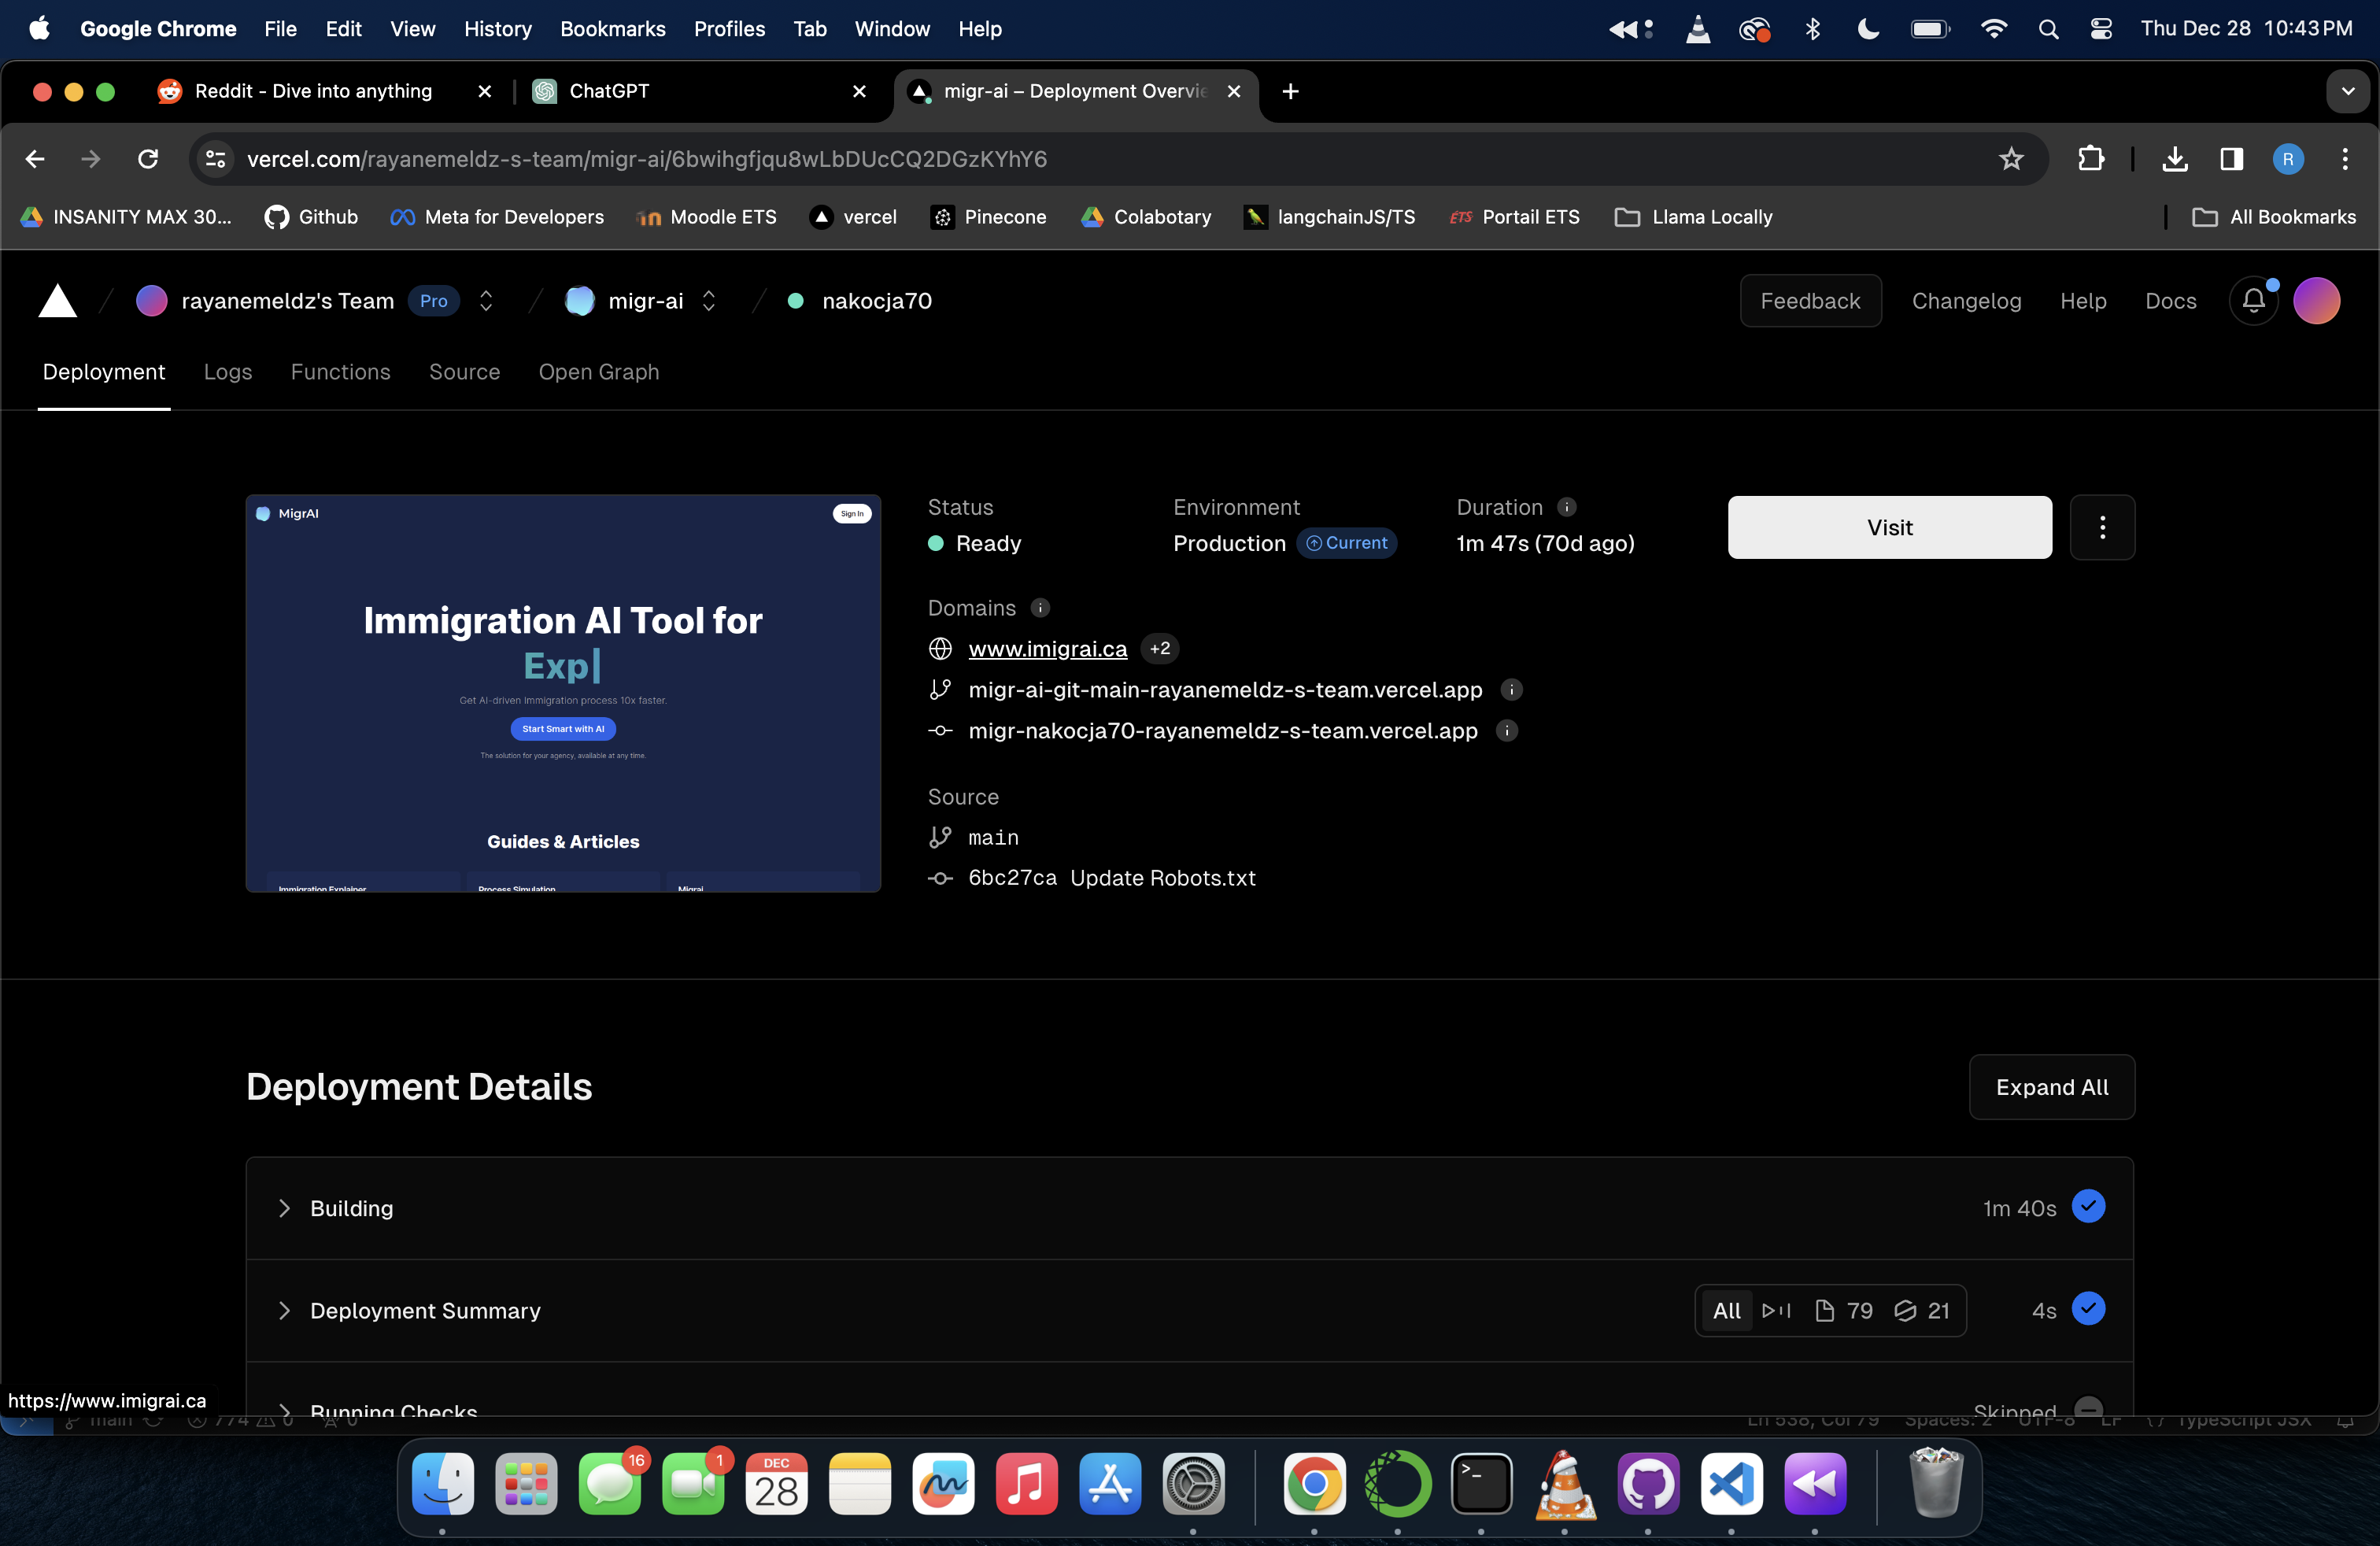 Google Chrome File Edit View History Bookmarks Profiles Tab Window Help Thu Dec 28 10:43 PM
Reddit - Dive into anything ChatGPT migr-ai – Deployment Overvie
vercel.com/rayanemeldz-s-team/migr-ai/6bwihgfjqu8wLbDUcCQ2DGzKYhY6 R
INSANITY MAX 30... Github Meta for Developers Moodle ETS vercel Pinecone Colabotary langchainJS/TS ÉTS Portail ETS Llama Locally All Bookmarks
rayanemeldz's Team Pro migr-ai nakocja70 Feedback Changelog Help Docs
Deployment Logs Functions Source Open Graph
MigrAI Sign In
Immigration AI Tool for
Exp|
Get AI-driven Immigration process 10x faster.
Start Smart with AI
The solution for your agency, available at any time.
Guides & Articles
Immigration Explainer Process Simulation Migrai
Status Environment Duration
Ready Production Current 1m 47s (70d ago)
Visit
Domains
www.imigrai.ca +2
migr-ai-git-main-rayanemeldz-s-team.vercel.app
migr-nakocja70-rayanemeldz-s-team.vercel.app
Source
main
6bc27ca Update Robots.txt
Deployment Details Expand All
Building 1m 40s
Deployment Summary All 79 21 4s
Running Checks Skipped
https://www.imigrai.ca
main 774 0 0 Ln 538, Col 79 Spaces: 2 UTF-8 LF {} TypeScript JSX
16 1 DEC
28 >_